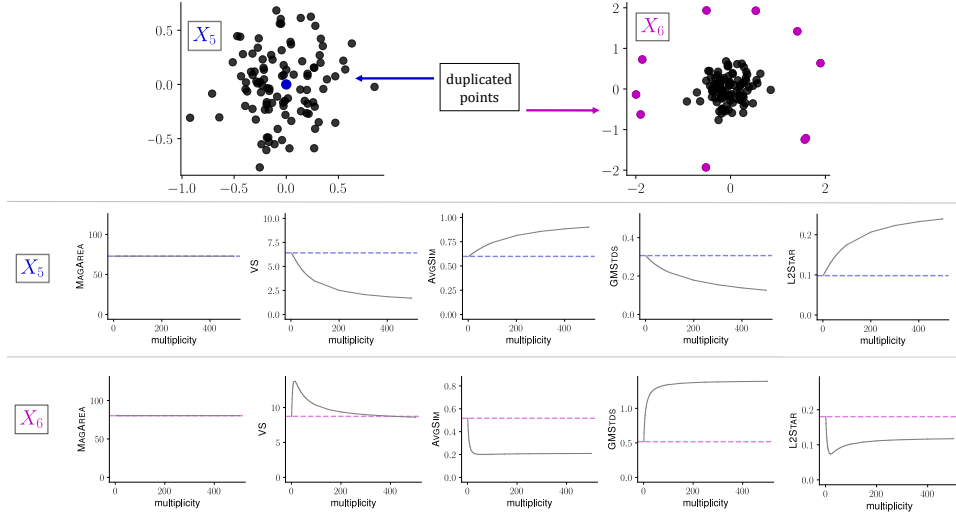 X5
0.5
0.0
−0.5
−1.0 −0.5 0.0 0.5
duplicated
points
X6
2
1
0
−1
−2
−2 0 2
X5
MAGAREA
100
50
0
0 200 400
multiplicity
VS
10.0
7.5
5.0
2.5
0.0
0 200 400
multiplicity
AVGSIM
1.00
0.75
0.50
0.25
0.00
0 200 400
multiplicity
GMSTDS
0.4
0.2
0.0
0 200 400
multiplicity
L2STAR
0.2
0.1
0.0
0 200 400
multiplicity
X6
MAGAREA
100
50
0
0 200 400
multiplicity
VS
10
5
0
0 200 400
multiplicity
AVGSIM
0.8
0.6
0.4
0.2
0.0
0 200 400
multiplicity
GMSTDS
1.0
0.5
0.0
0 200 400
multiplicity
L2STAR
0.2
0.1
0.0
0 200 400
multiplicity